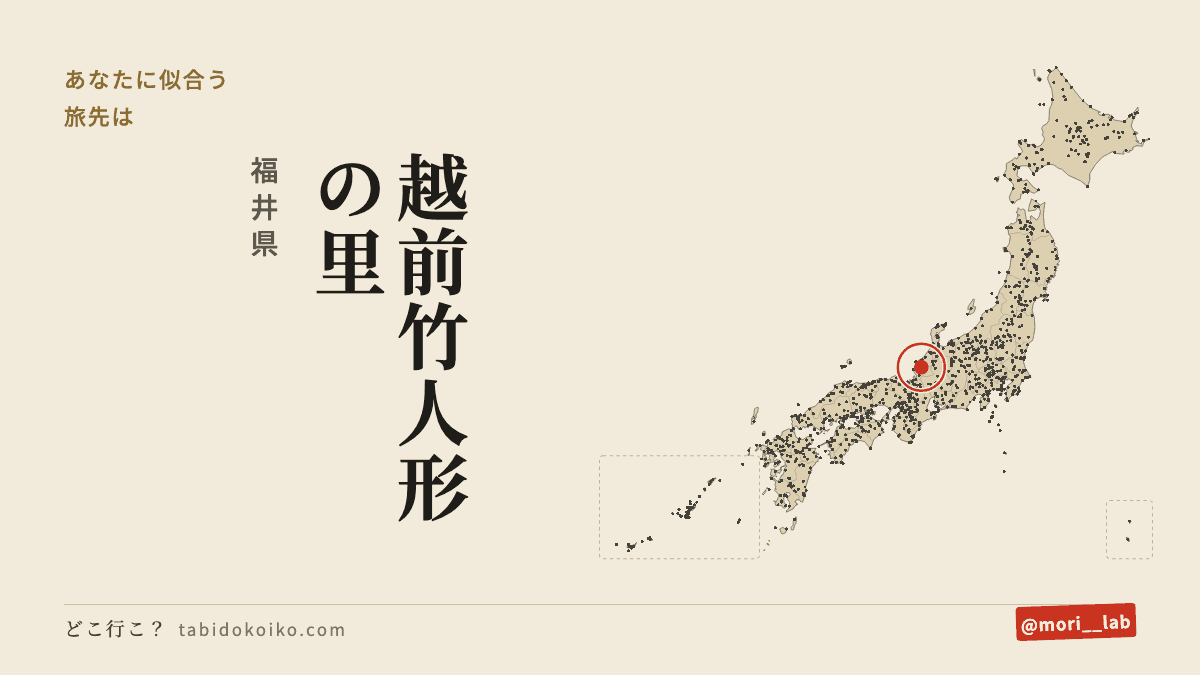 あなたに似合う
旅先は
越前竹人形
の里
福井県
どこ行こ？ tabidokoiko.com
@mori__lab